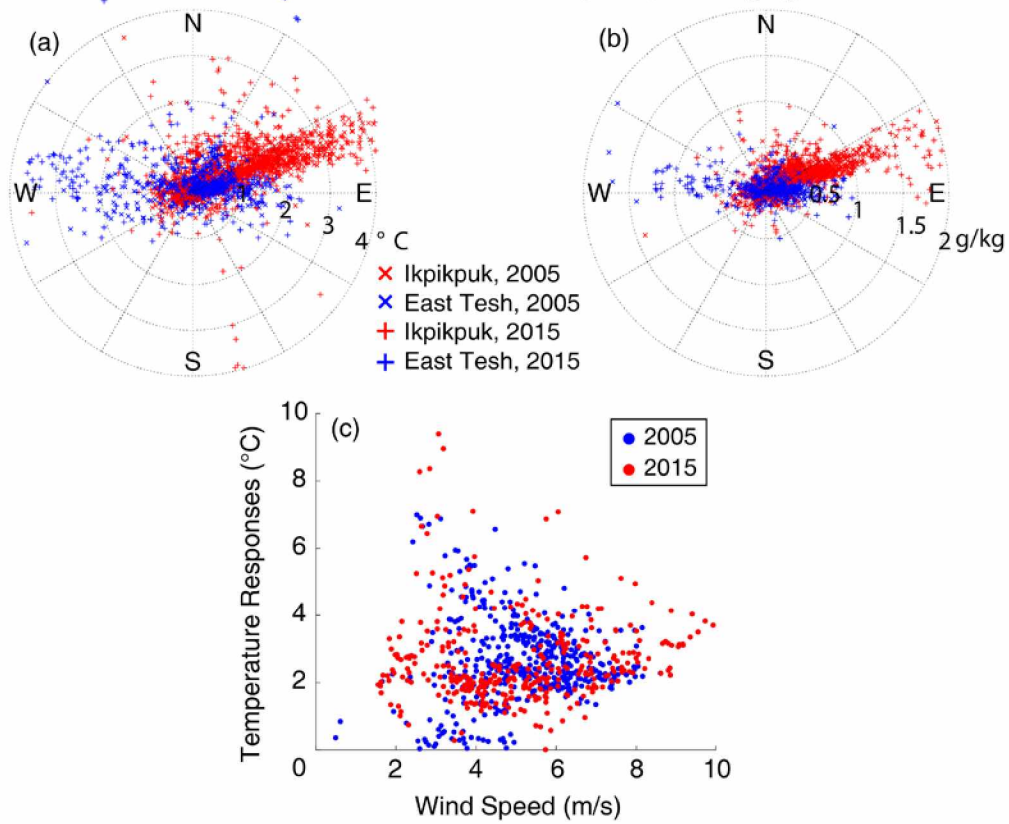 (a)
N
W
E
S
1
2
3
4 ° C
(b)
N
W
E
S
0.5
1
1.5
2 g/kg
Ikpikpuk, 2005
East Tesh, 2005
Ikpikpuk, 2015
East Tesh, 2015
(c)
2005
2015
Temperature Responses (°C)
10
8
6
4
2
0
2
4
6
8
10
Wind Speed (m/s)